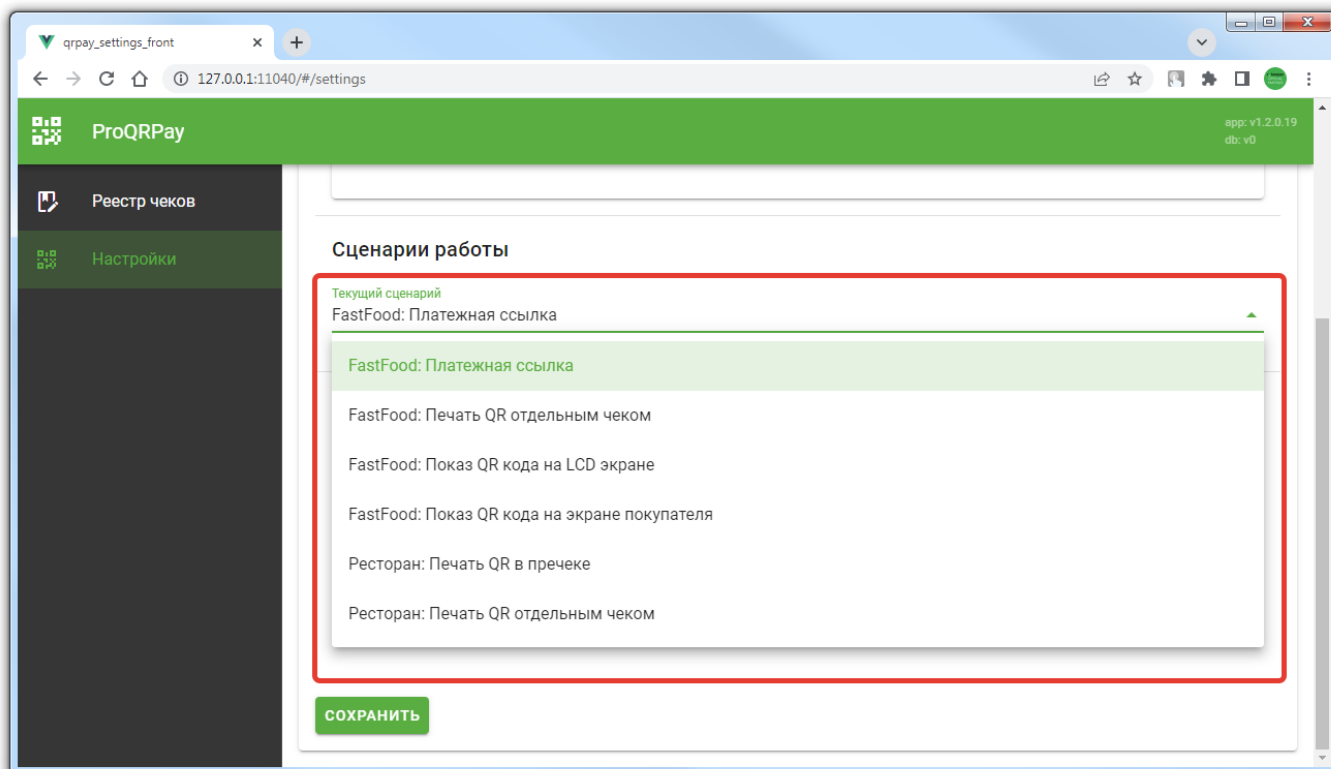 qrpay_settings_front
127.0.0.1:11040/#/settings
ProQRPay
app: v1.2.0.19
db: v0
Реестр чеков
Настройки
Сценарии работы
Текущий сценарий
FastFood: Платежная ссылка
FastFood: Платежная ссылка
FastFood: Печать QR отдельным чеком
FastFood: Показ QR кода на LCD экране
FastFood: Показ QR кода на экране покупателя
Ресторан: Печать QR в пречеке
Ресторан: Печать QR отдельным чеком
СОХРАНИТЬ